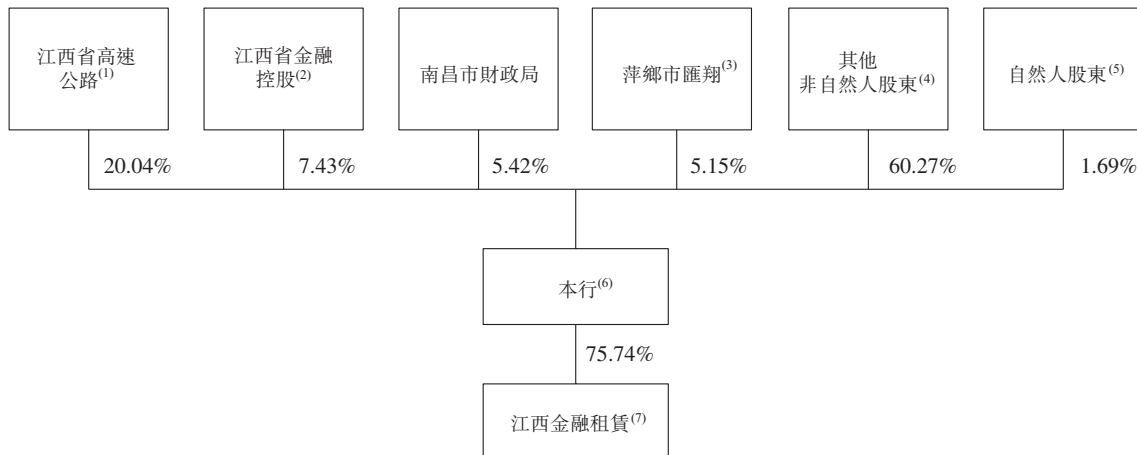 江西省高速
公路(1)
江西省金融
控股(2)
南昌市財政局
萍鄉市匯翔(3)
其他
非自然人股東(4)
自然人股東(5)
20.04%
7.43%
5.42%
5.15%
60.27%
1.69%
本行(6)
75.74%
江西金融租賃(7)